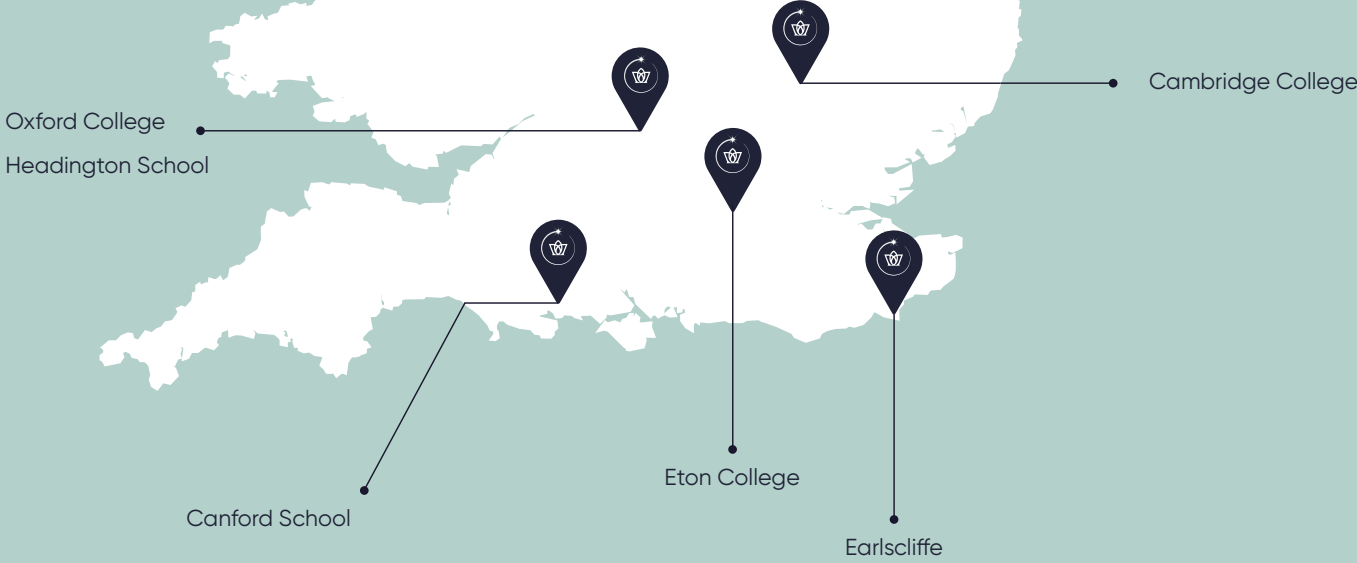 Cambridge College
Oxford College
Headington School
Eton College
Canford School
Earlscliffe